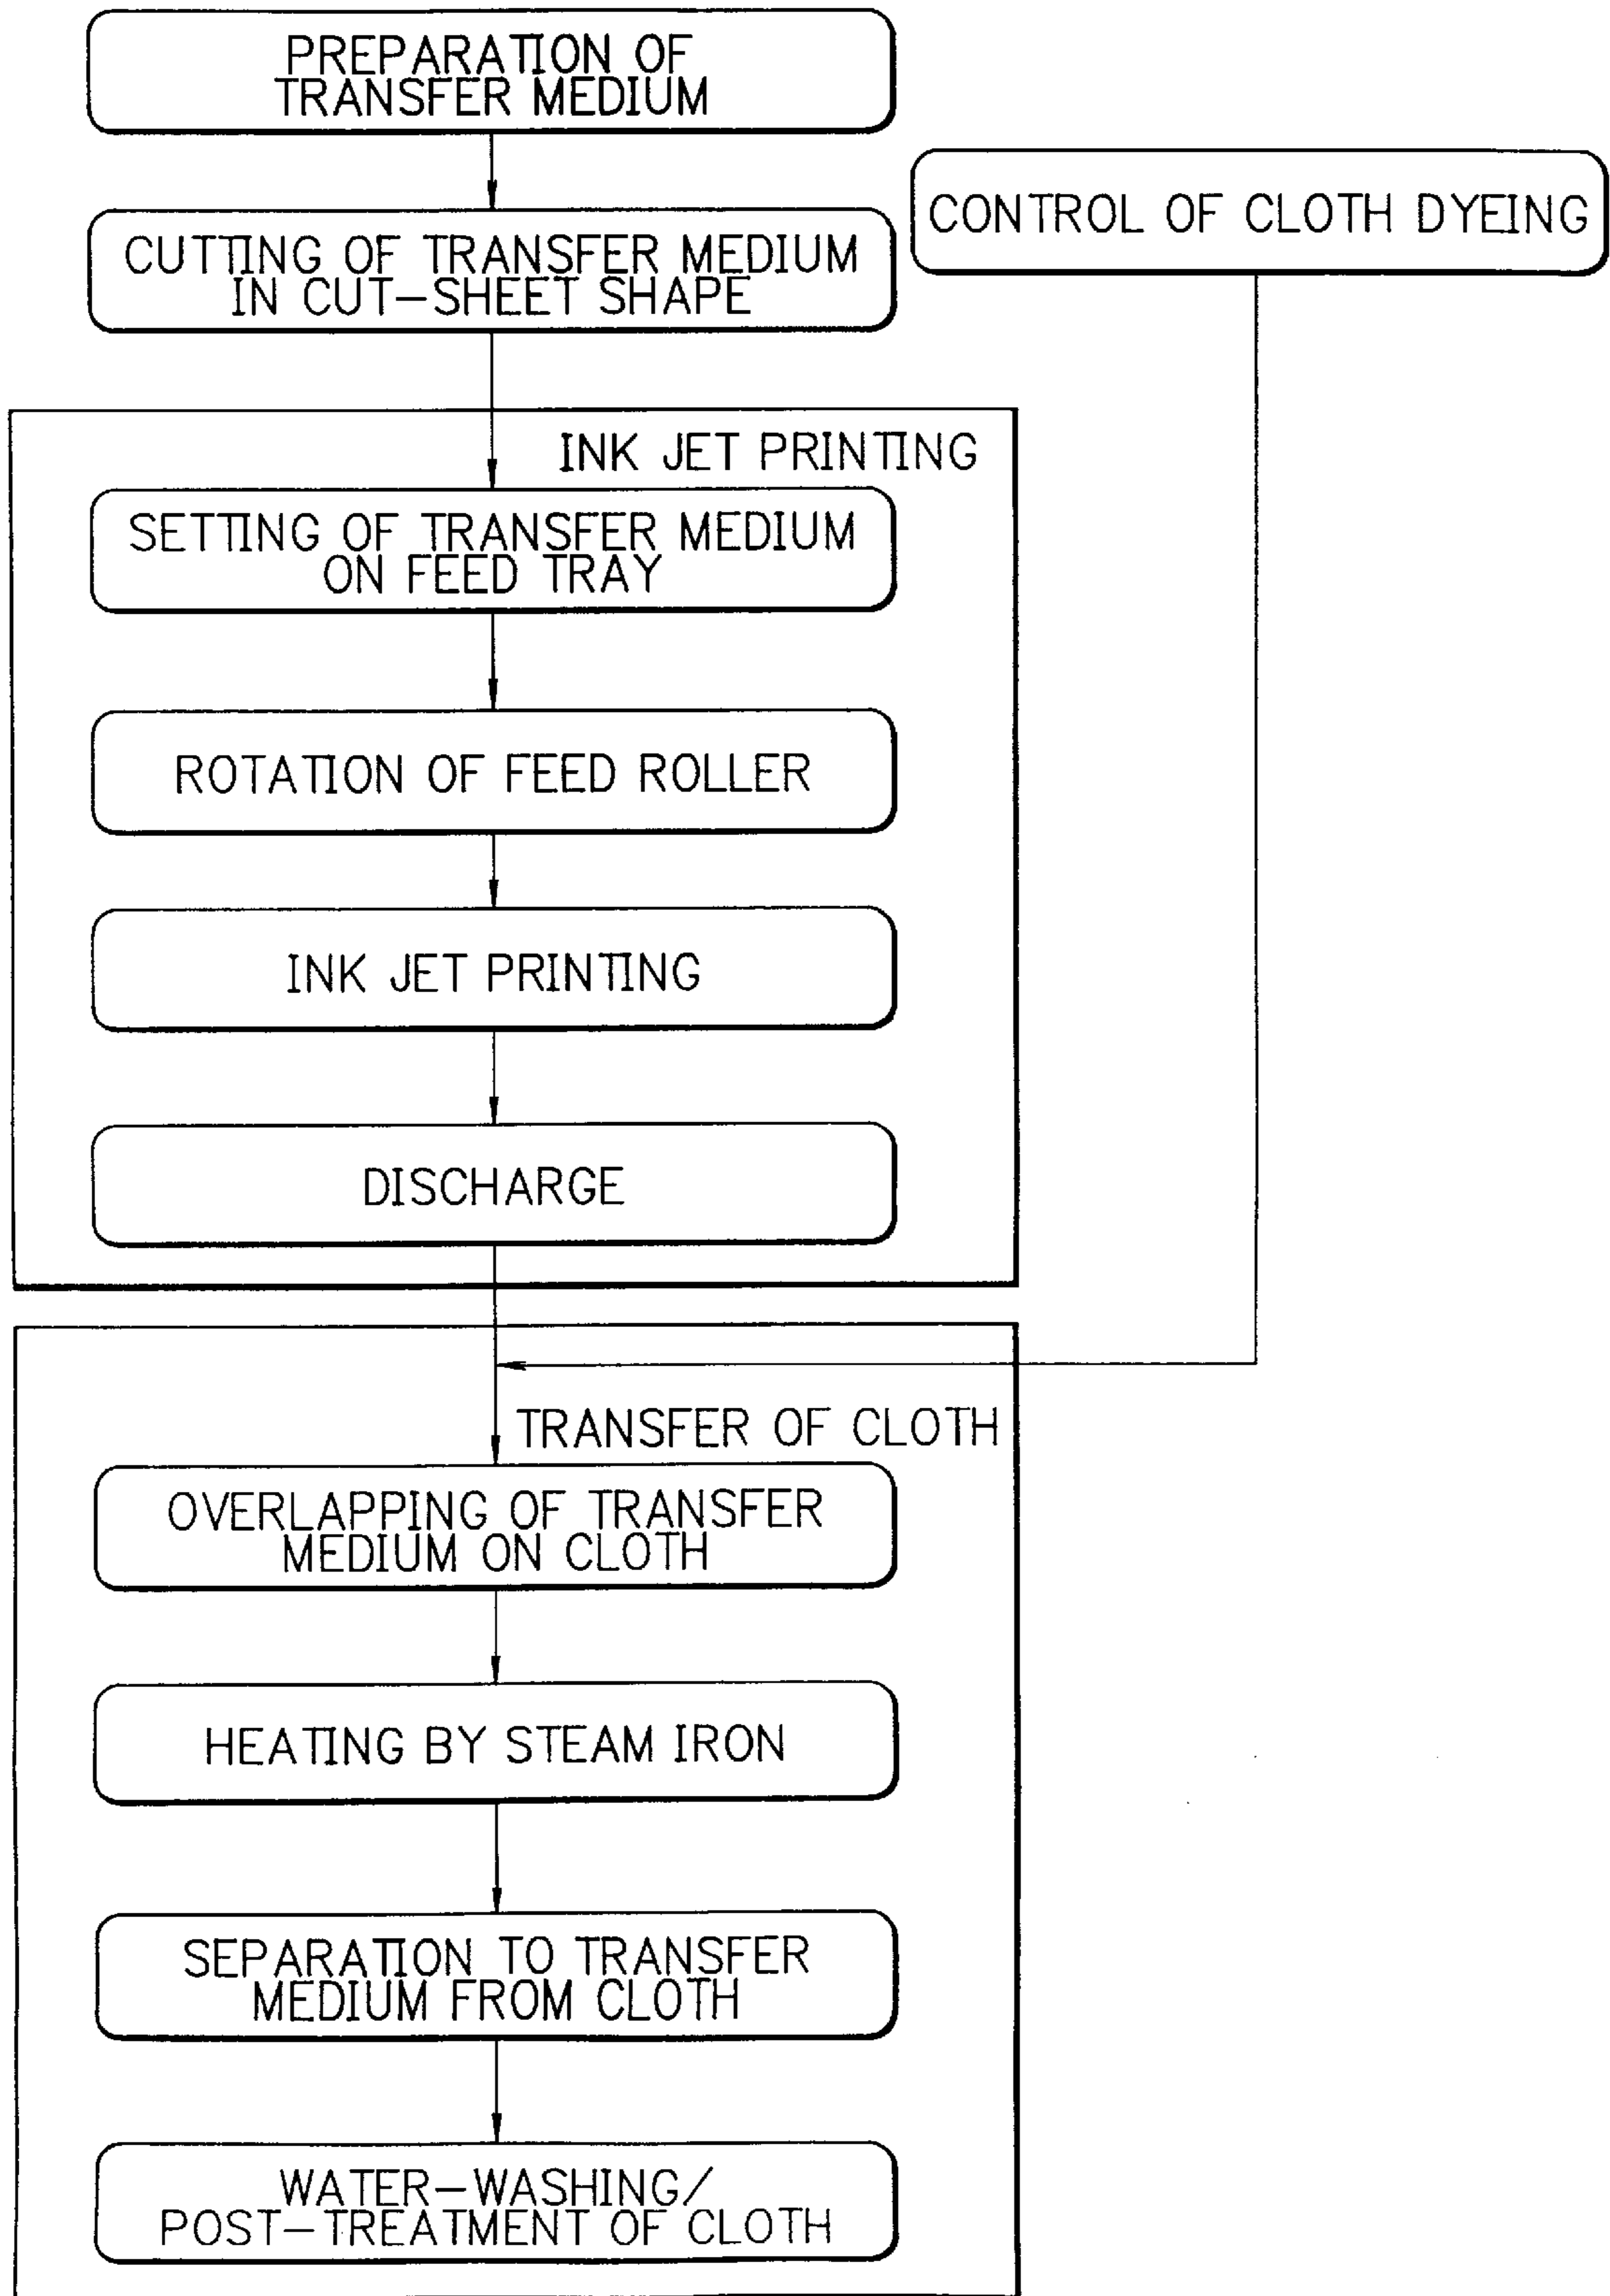 PREPARATION OF
TRANSFER MEDIUM
CONTROL OF CLOTH DYEING
CUTTING OF TRANSFER MEDIUM
IN CUT-SHEET SHAPE
INK JET PRINTING
SETTING OF TRANSFER MEDIUM
ON FEED TRAY
ROTATION OF FEED ROLLER
INK JET PRINTING
DISCHARGE
TRANSFER OF CLOTH
OVERLAPPING OF TRANSFER
MEDIUM ON CLOTH
HEATING BY STEAM IRON
SEPARATION TO TRANSFER
MEDIUM FROM CLOTH
WATER-WASHING/
POST-TREATMENT OF CLOTH